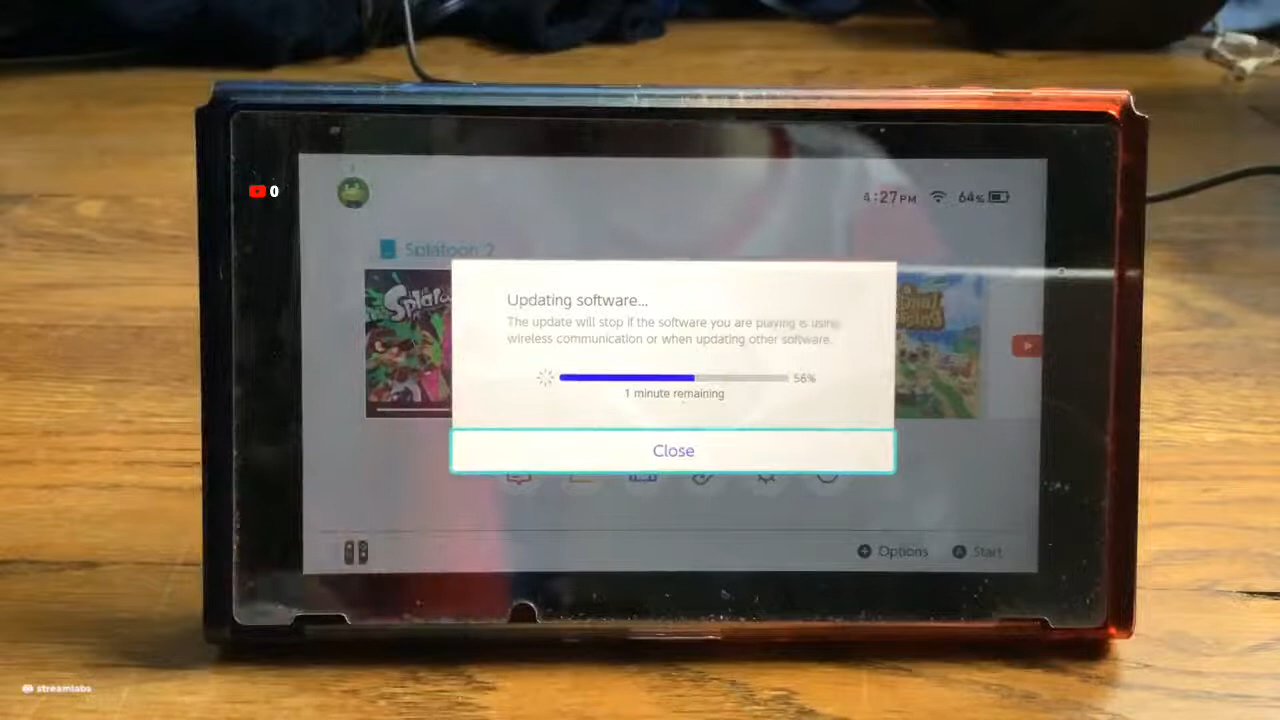 0
4:27PM 64%
Splatoon 2
Splat
Updating software...
The update will stop if the software you are playing is using
wireless communication or when updating other software.
56%
1 minute remaining
Close
Options Start
streamlabs